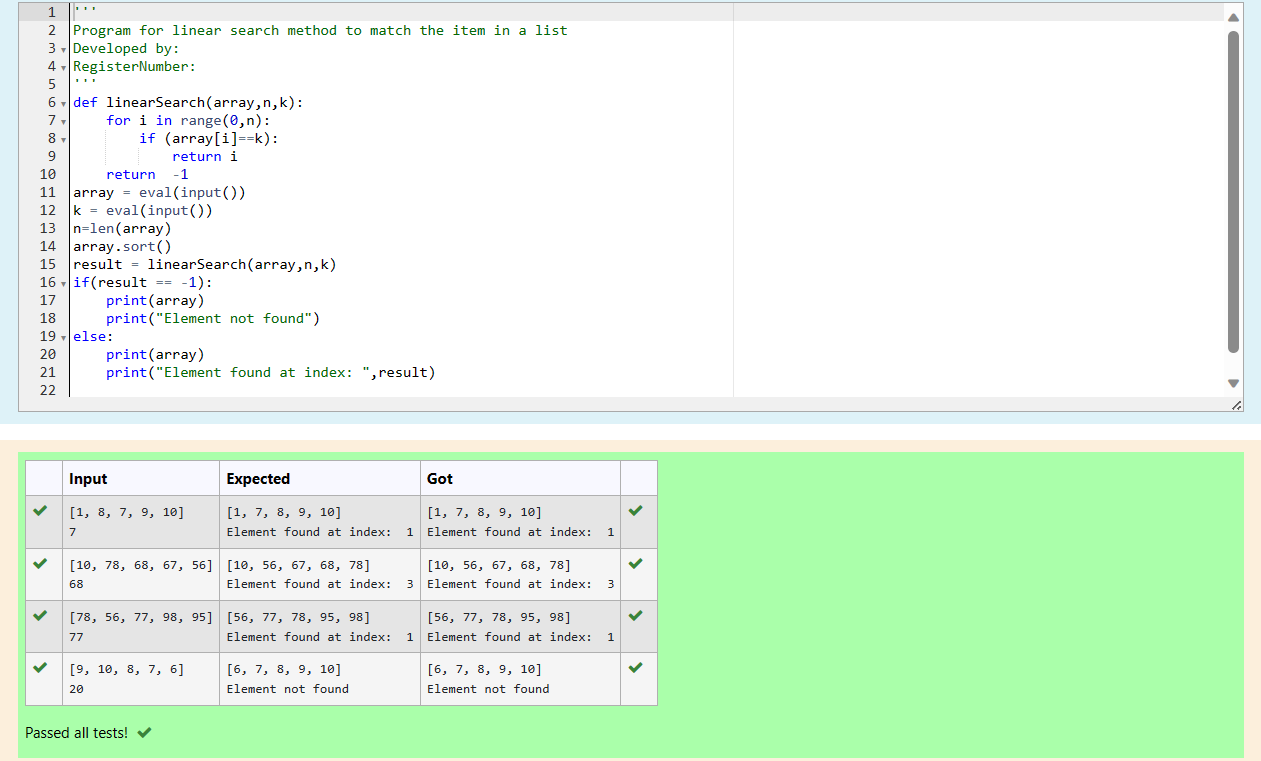 1 '''
2 Program for linear search method to match the item in a list
3 Developed by:
4 RegisterNumber:
5 '''
6 def linearSearch(array,n,k):
7     for i in range(0,n):
8         if (array[i]==k):
9             return i
10     return  -1
11 array = eval(input())
12 k = eval(input())
13 n=len(array)
14 array.sort()
15 result = linearSearch(array,n,k)
16 if(result == -1):
17     print(array)
18     print("Element not found")
19 else:
20     print(array)
21     print("Element found at index: ",result)
22
Input Expected Got
[1, 8, 7, 9, 10] [1, 7, 8, 9, 10] [1, 7, 8, 9, 10]
7 Element found at index:  1 Element found at index:  1
[10, 78, 68, 67, 56] [10, 56, 67, 68, 78] [10, 56, 67, 68, 78]
68 Element found at index:  3 Element found at index:  3
[78, 56, 77, 98, 95] [56, 77, 78, 95, 98] [56, 77, 78, 95, 98]
77 Element found at index:  1 Element found at index:  1
[9, 10, 8, 7, 6] [6, 7, 8, 9, 10] [6, 7, 8, 9, 10]
20 Element not found Element not found
Passed all tests!